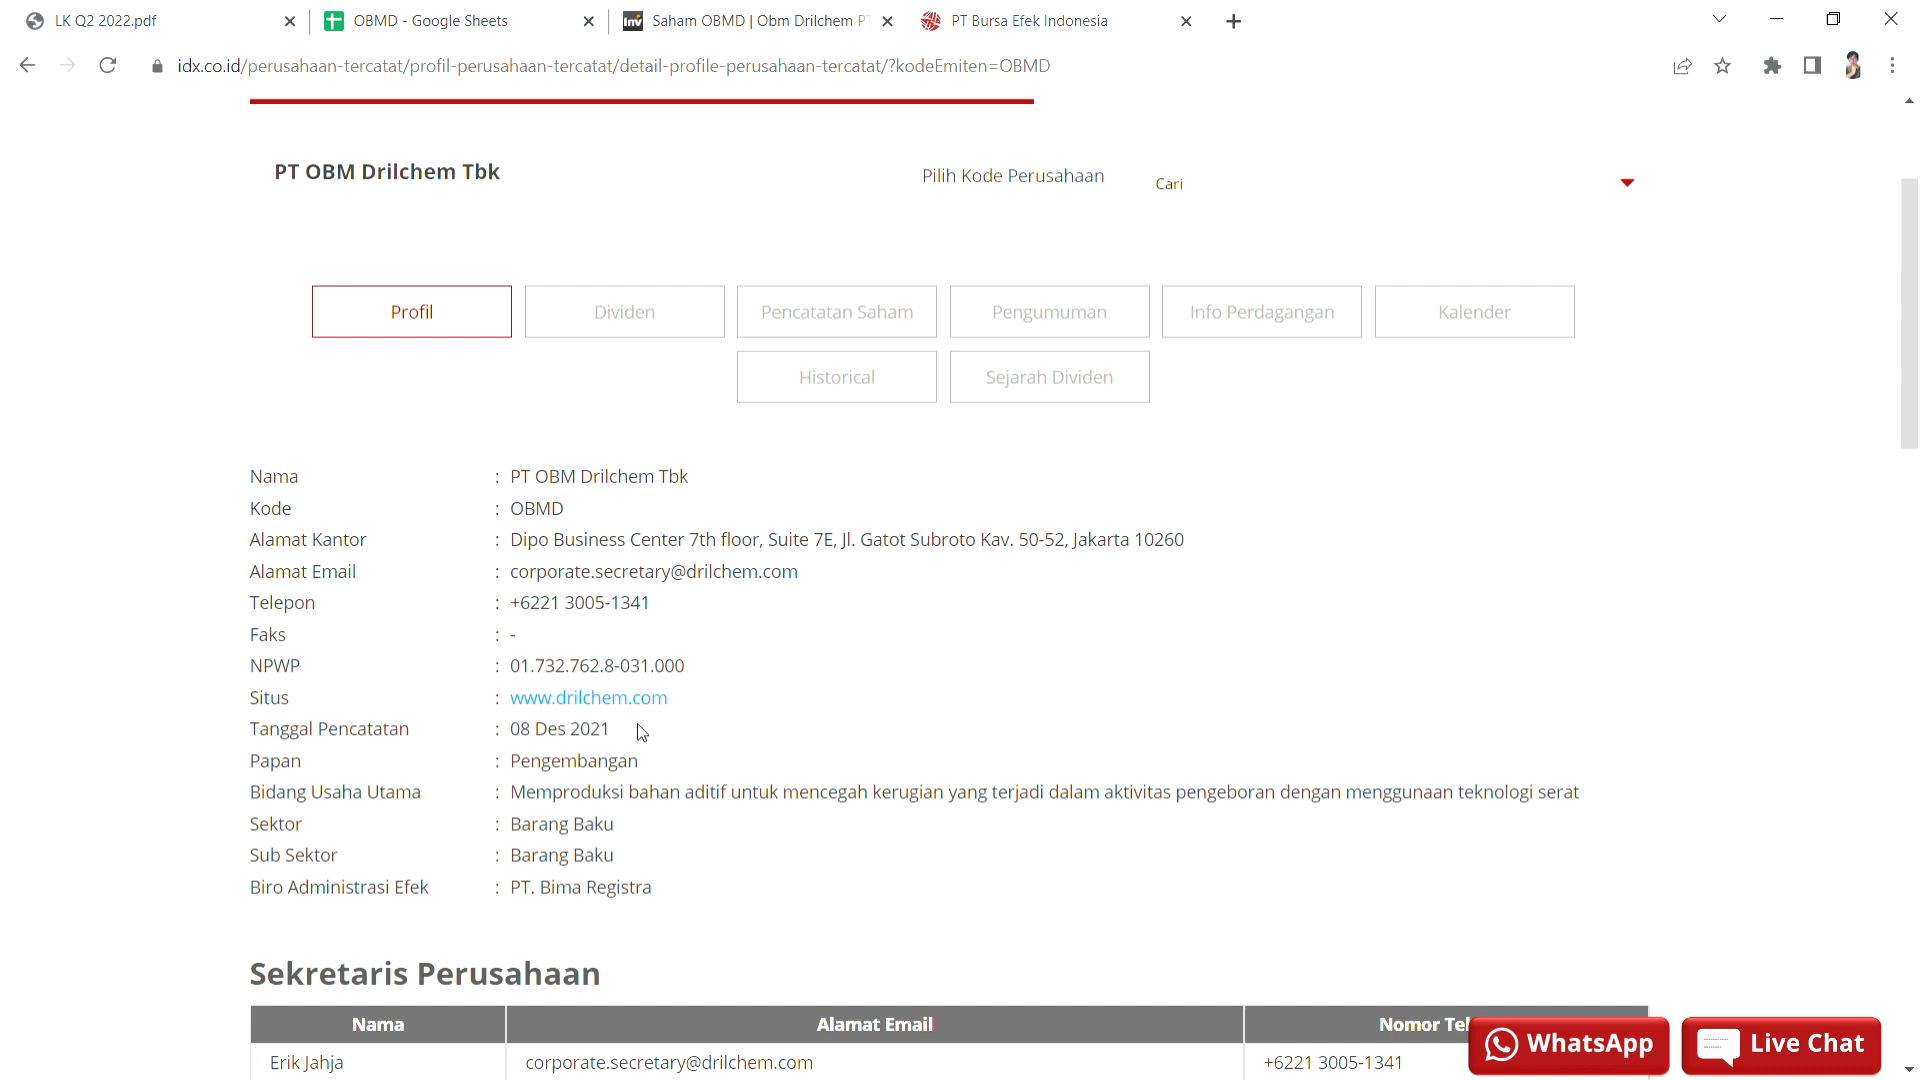 LK Q2 2022.pdf
OBMD - Google Sheets
Saham OBMD | Obm Drilchem PT
PT Bursa Efek Indonesia
idx.co.id/perusahaan-tercatat/profil-perusahaan-tercatat/detail-profile-perusahaan-tercatat/?kodeEmiten=OBMD
PT OBM Drilchem Tbk
Pilih Kode Perusahaan
Cari
Profil
Dividen
Pencatatan Saham
Pengumuman
Info Perdagangan
Kalender
Historical
Sejarah Dividen
Nama : PT OBM Drilchem Tbk
Kode : OBMD
Alamat Kantor : Dipo Business Center 7th floor, Suite 7E, Jl. Gatot Subroto Kav. 50-52, Jakarta 10260
Alamat Email : corporate.secretary@drilchem.com
Telepon : +6221 3005-1341
Faks : -
NPWP : 01.732.762.8-031.000
Situs : www.drilchem.com
Tanggal Pencatatan : 08 Des 2021
Papan : Pengembangan
Bidang Usaha Utama : Memproduksi bahan aditif untuk mencegah kerugian yang terjadi dalam aktivitas pengeboran dengan menggunaan teknologi serat
Sektor : Barang Baku
Sub Sektor : Barang Baku
Biro Administrasi Efek : PT. Bima Registra
Sekretaris Perusahaan
Nama Alamat Email Nomor Tel
Erik Jahja corporate.secretary@drilchem.com +6221 3005-1341
WhatsApp
Live Chat